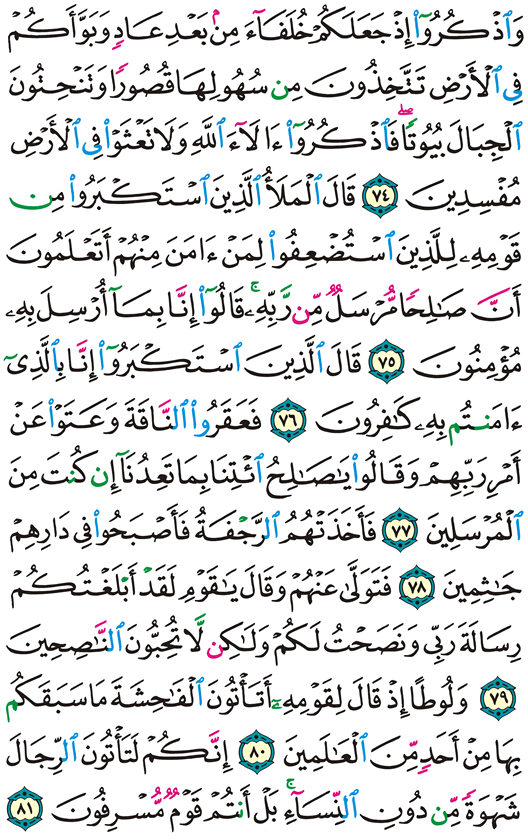 وَٱذۡكُرُوٓاْ إِذۡ جَعَلَكُمۡ خُلَفَآءَ مِنۢ بَعۡدِ عَادٖ وَبَوَّأَكُمۡ
فِي ٱلۡأَرۡضِ تَتَّخِذُونَ مِن سُهُولِهَا قُصُورٗا وَتَنۡحِتُونَ
ٱلۡجِبَالَ بُيُوتٗاۖ فَٱذۡكُرُوٓاْ ءَالَآءَ ٱللَّهِ وَلَا تَعۡثَوۡاْ فِي ٱلۡأَرۡضِ
مُفۡسِدِينَ ٧٤ قَالَ ٱلۡمَلَأُ ٱلَّذِينَ ٱسۡتَكۡبَرُواْ مِن
قَوۡمِهِۦ لِلَّذِينَ ٱسۡتُضۡعِفُواْ لِمَنۡ ءَامَنَ مِنۡهُمۡ أَتَعۡلَمُونَ
أَنَّ صَٰلِحٗا مُّرۡسَلٞ مِّن رَّبِّهِۦۚ قَالُوٓاْ إِنَّا بِمَآ أُرۡسِلَ بِهِۦ
مُؤۡمِنُونَ ٧٥ قَالَ ٱلَّذِينَ ٱسۡتَكۡبَرُوٓاْ إِنَّا بِٱلَّذِيٓ
ءَامَنتُم بِهِۦ كَٰفِرُونَ ٧٦ فَعَقَرُواْ ٱلنَّاقَةَ وَعَتَوۡاْ عَنۡ
أَمۡرِ رَبِّهِمۡ وَقَالُواْ يَٰصَٰلِحُ ٱئۡتِنَا بِمَا تَعِدُنَآ إِن كُنتَ مِنَ
ٱلۡمُرۡسَلِينَ ٧٧ فَأَخَذَتۡهُمُ ٱلرَّجۡفَةُ فَأَصۡبَحُواْ فِي دَارِهِمۡ
جَٰثِمِينَ ٧٨ فَتَوَلَّىٰ عَنۡهُمۡ وَقَالَ يَٰقَوۡمِ لَقَدۡ أَبۡلَغۡتُكُمۡ
رِسَالَةَ رَبِّي وَنَصَحۡتُ لَكُمۡ وَلَٰكِن لَّا تُحِبُّونَ ٱلنَّٰصِحِينَ
٧٩ وَلُوطًا إِذۡ قَالَ لِقَوۡمِهِۦٓ أَتَأۡتُونَ ٱلۡفَٰحِشَةَ مَا سَبَقَكُم
بِهَا مِنۡ أَحَدٖ مِّنَ ٱلۡعَٰلَمِينَ ٨٠ إِنَّكُمۡ لَتَأۡتُونَ ٱلرِّجَالَ
شَهۡوَةٗ مِّن دُونِ ٱلنِّسَآءِۚ بَلۡ أَنتُمۡ قَوۡمٞ مُّسۡرِفُونَ ٨١